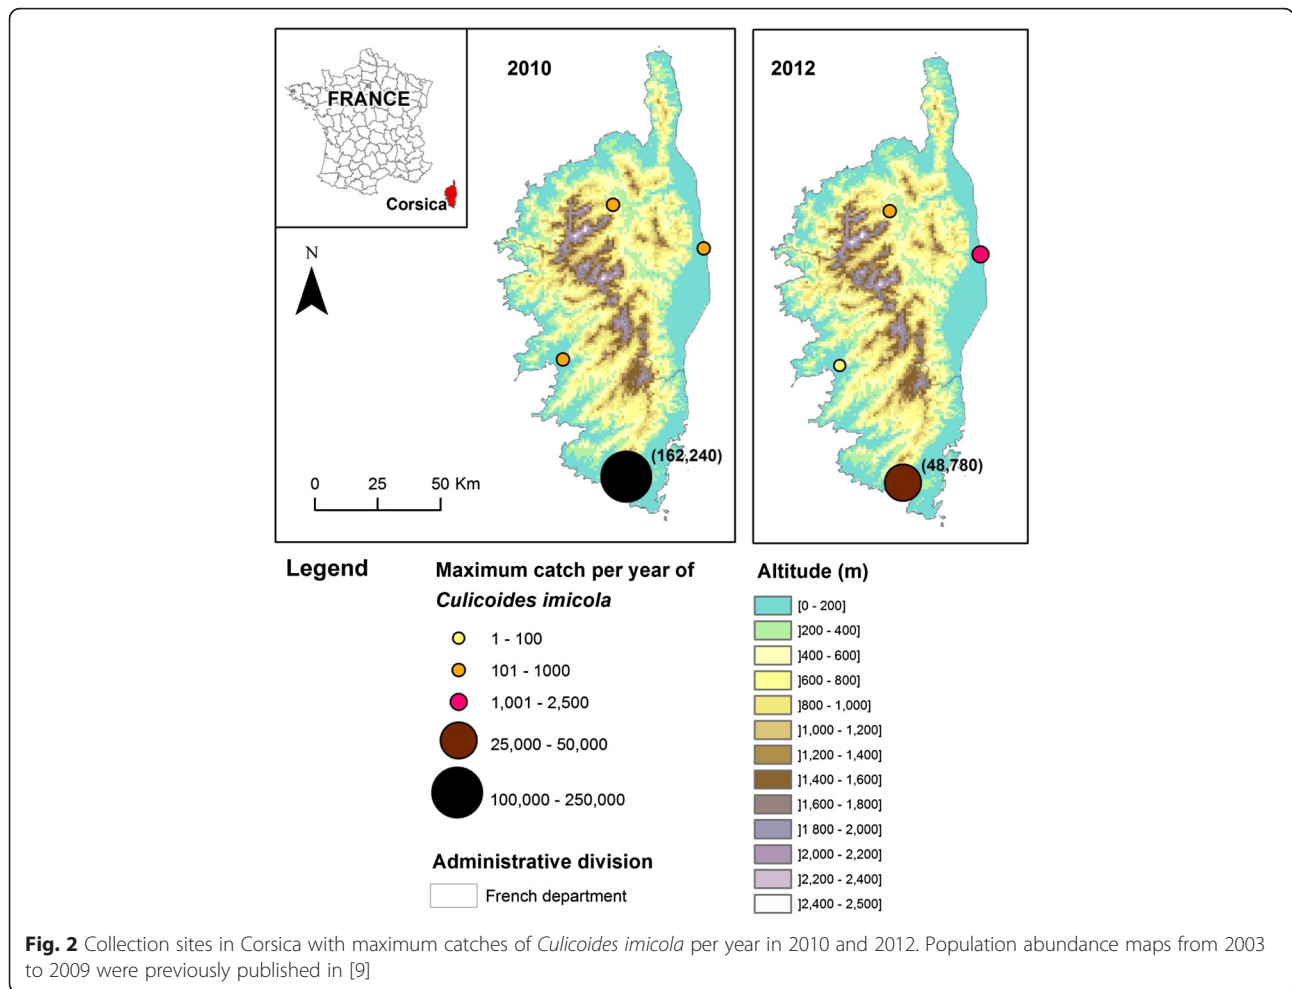 2010
2012
FRANCE
Corsica
N
0 25 50 Km
(162,240)
(48,780)
Legend
Maximum catch per year of
Culicoides imicola
1 - 100
101 - 1000
1,001 - 2,500
25,000 - 50,000
100,000 - 250,000
Administrative division
French department
Altitude (m)
[0 - 200]
]200 - 400]
]400 - 600]
]600 - 800]
]800 - 1,000]
]1,000 - 1,200]
]1,200 - 1,400]
]1,400 - 1,600]
]1,600 - 1,800]
]1 800 - 2,000]
]2,000 - 2,200]
]2,200 - 2,400]
]2,400 - 2,500]
Fig. 2 Collection sites in Corsica with maximum catches of Culicoides imicola per year in 2010 and 2012. Population abundance maps from 2003
to 2009 were previously published in [9]